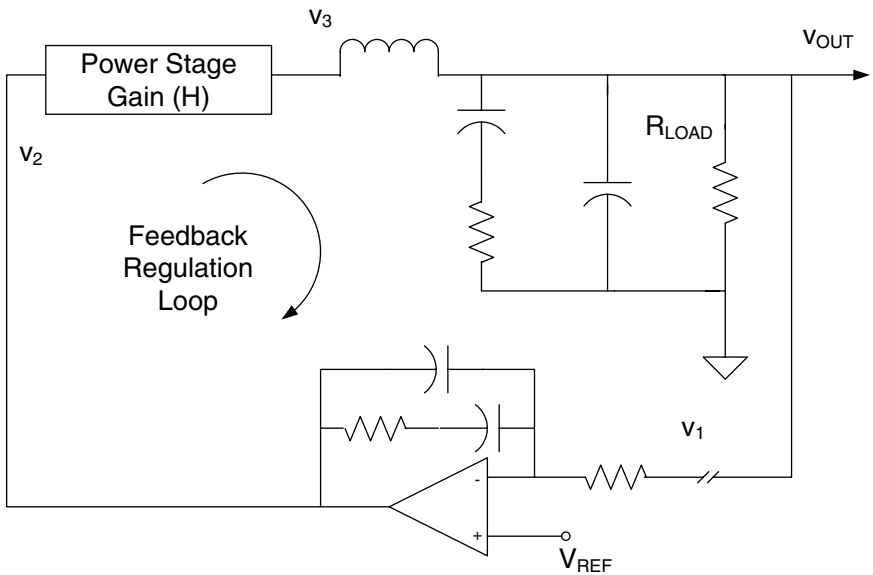 v3
vOUT
Power Stage
Gain (H)
RLOAD
v2
Feedback
Regulation
Loop
v1
-
+
VREF